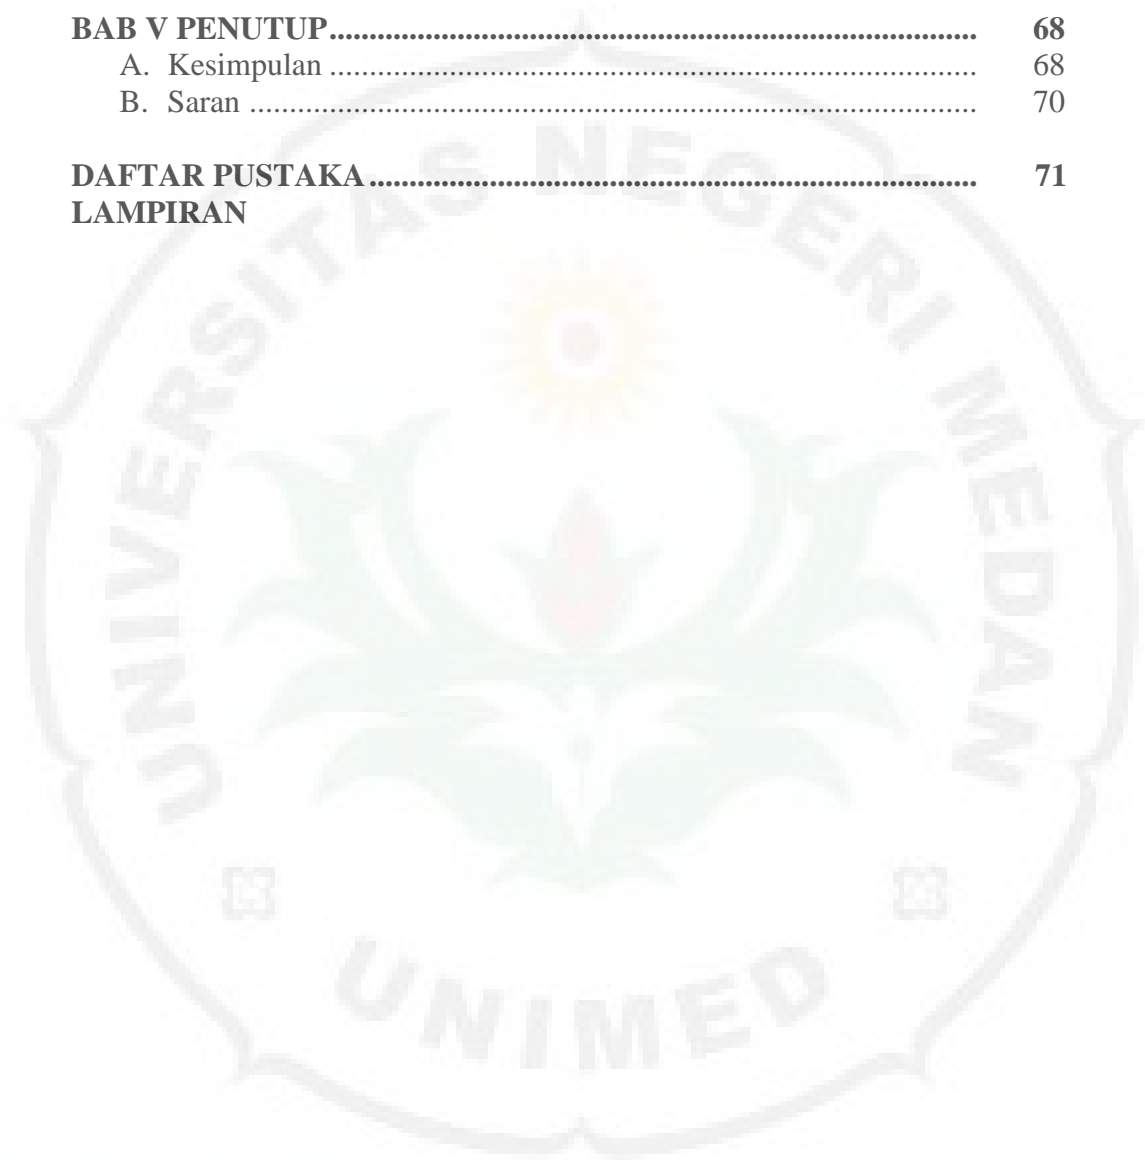 BAB V PENUTUP........................................................................ 68
A. Kesimpulan ........................................................................ 68
B. Saran ........................................................................ 70
DAFTAR PUSTAKA........................................................................ 71
LAMPIRAN
UNIVERSITAS NEGERI MEDAN
UNIMED